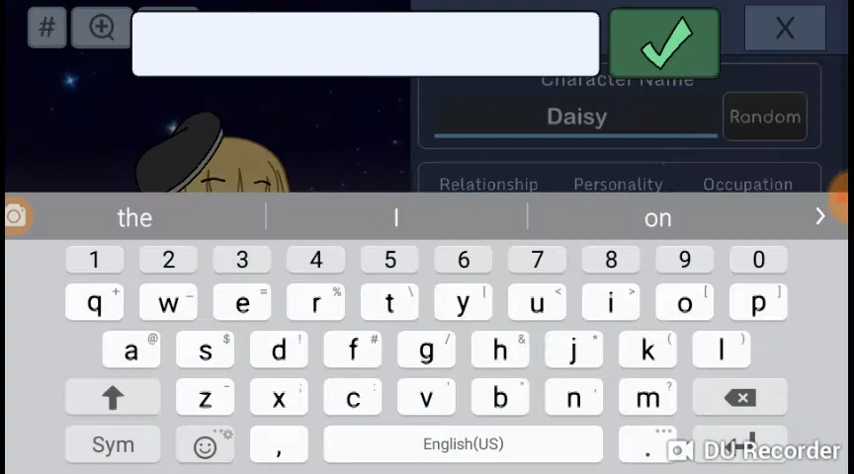 #
X
Character Name
Daisy
Random
Relationship Personality Occupation
the I on
1 2 3 4 5 6 7 8 9 0
q + w _ e = r % t \ y | u < i > o [ p ]
a @ s $ d ! f # g / h & j * k ( l )
z - x ; c : v b " n , m ?
Sym , English(US) .
DU Recorder